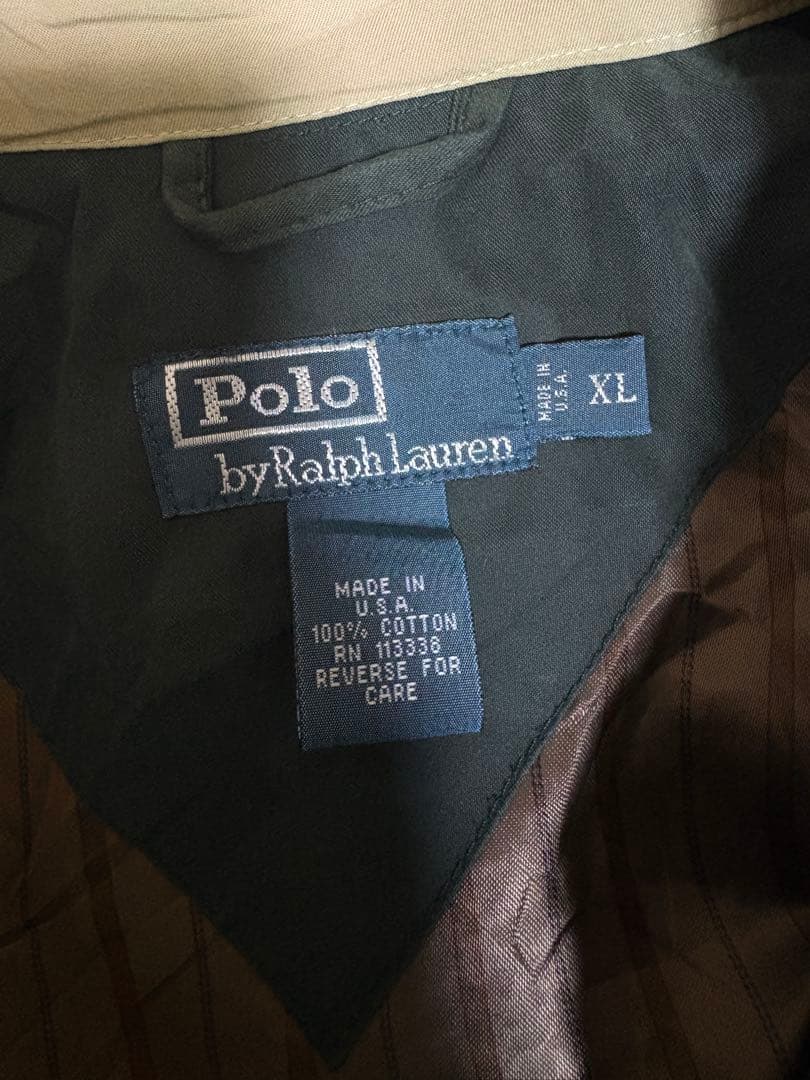 Polo
by Ralph Lauren
MADE IN
U.S.A.
XL
MADE IN
U.S.A.
100% COTTON
RN 113338
REVERSE FOR
CARE